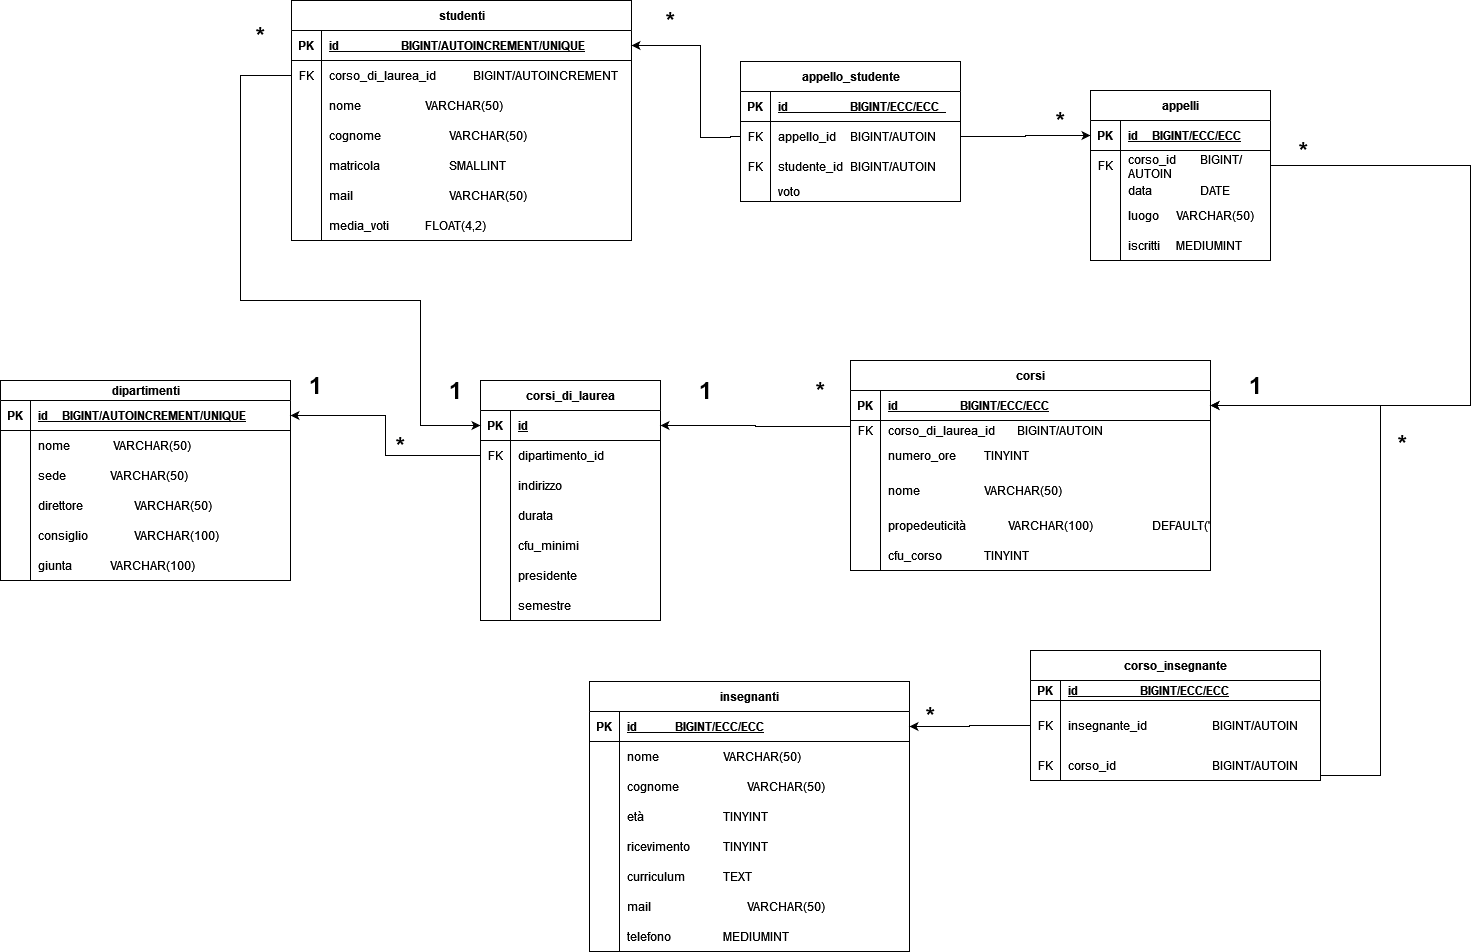 studenti
PK id BIGINT/AUTOINCREMENT/UNIQUE
FK corso_di_laurea_id BIGINT/AUTOINCREMENT
nome VARCHAR(50)
cognome VARCHAR(50)
matricola SMALLINT
mail VARCHAR(50)
media_voti FLOAT(4,2)
*
*
appello_studente
PK id BIGINT/ECC/ECC
FK appello_id BIGINT/AUTOIN
FK studente_id BIGINT/AUTOIN
voto
*
appelli
PK id BIGINT/ECC/ECC
FK corso_id BIGINT/
AUTOIN
data DATE
luogo VARCHAR(50)
iscritti MEDIUMINT
*
dipartimenti
PK id BIGINT/AUTOINCREMENT/UNIQUE
nome VARCHAR(50)
sede VARCHAR(50)
direttore VARCHAR(50)
consiglio VARCHAR(100)
giunta VARCHAR(100)
1
*
1
corsi_di_laurea
PK id
FK dipartimento_id
indirizzo
durata
cfu_minimi
presidente
semestre
1
*
corsi
PK id BIGINT/ECC/ECC
FK corso_di_laurea_id BIGINT/AUTOIN
numero_ore TINYINT
nome VARCHAR(50)
propedeuticità VARCHAR(100) DEFAULT('
cfu_corso TINYINT
1
*
insegnanti
PK id BIGINT/ECC/ECC
nome VARCHAR(50)
cognome VARCHAR(50)
età TINYINT
ricevimento TINYINT
curriculum TEXT
mail VARCHAR(50)
telefono MEDIUMINT
*
corso_insegnante
PK id BIGINT/ECC/ECC
FK insegnante_id BIGINT/AUTOIN
FK corso_id BIGINT/AUTOIN